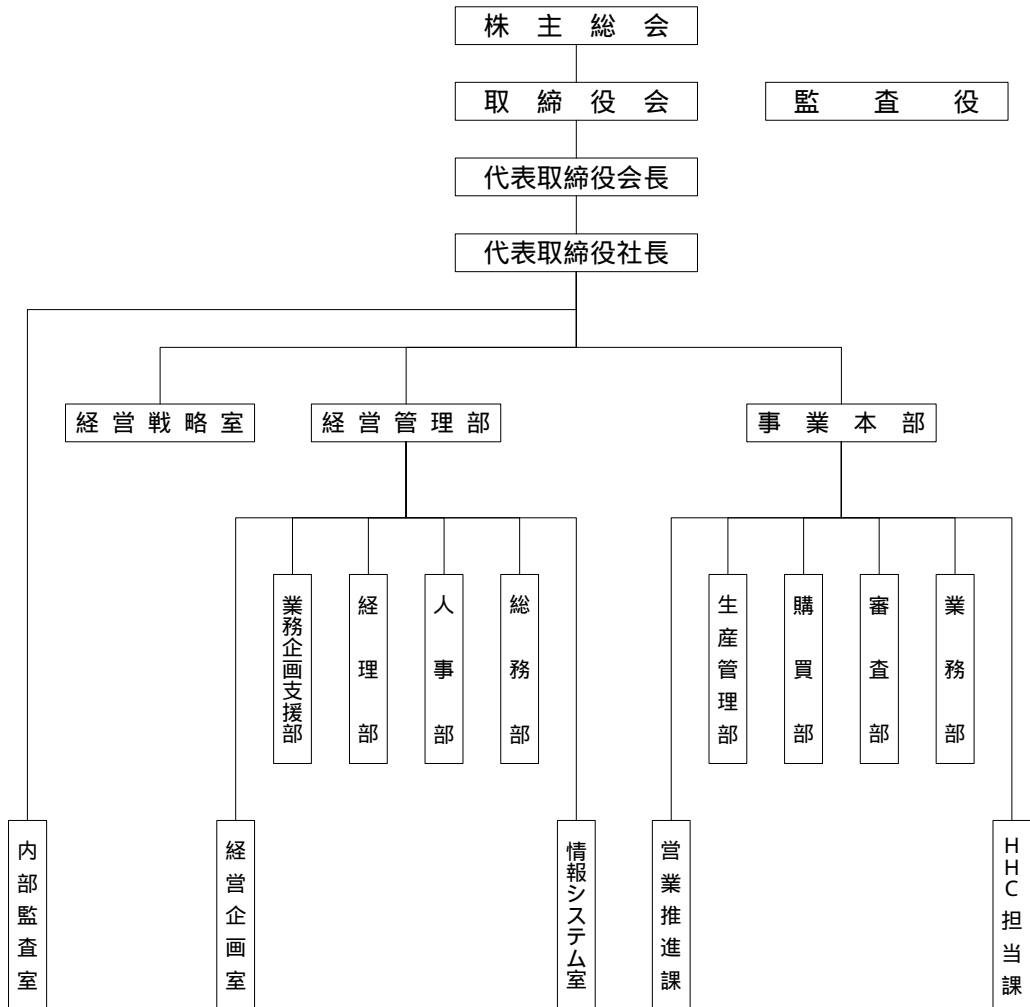 株主総会
取締役会
監査役
代表取締役会長
代表取締役社長
経営戦略室
経営管理部
事業本部
業務企画支援部
経理部
人事部
総務部
生産管理部
購買部
審査部
業務部
内部監査室
経営企画室
情報システム室
営業推進課
HHC担当課